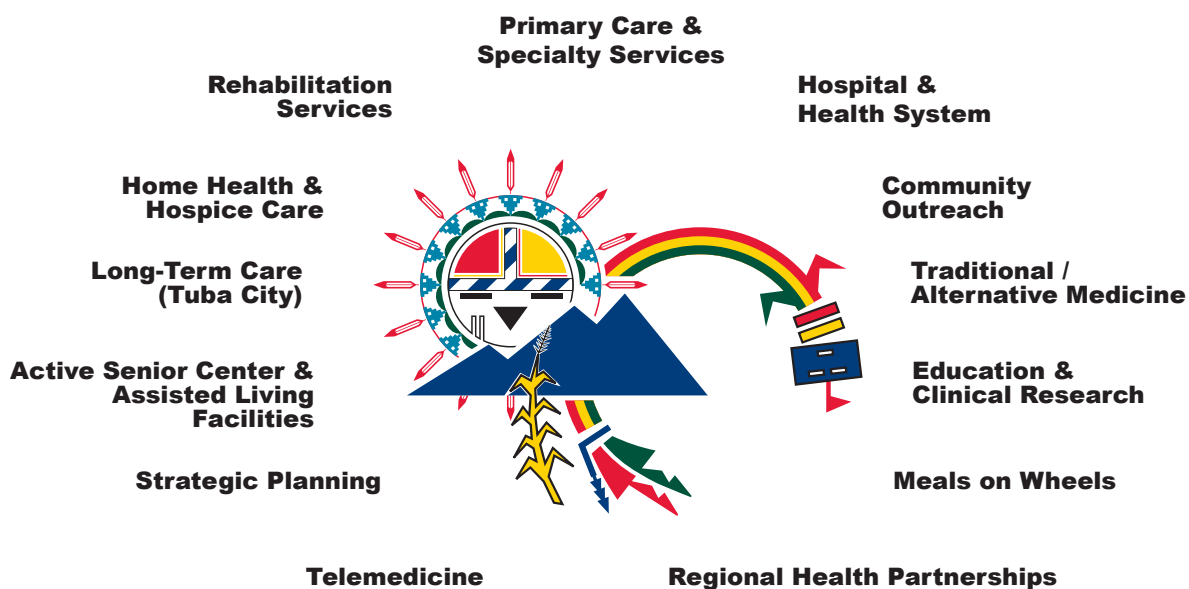 Primary Care &
Specialty Services
Rehabilitation
Services
Hospital &
Health System
Home Health &
Hospice Care
Community
Outreach
Long-Term Care
(Tuba City)
Traditional /
Alternative Medicine
Active Senior Center &
Assisted Living
Facilities
Education &
Clinical Research
Strategic Planning
Meals on Wheels
Telemedicine
Regional Health Partnerships